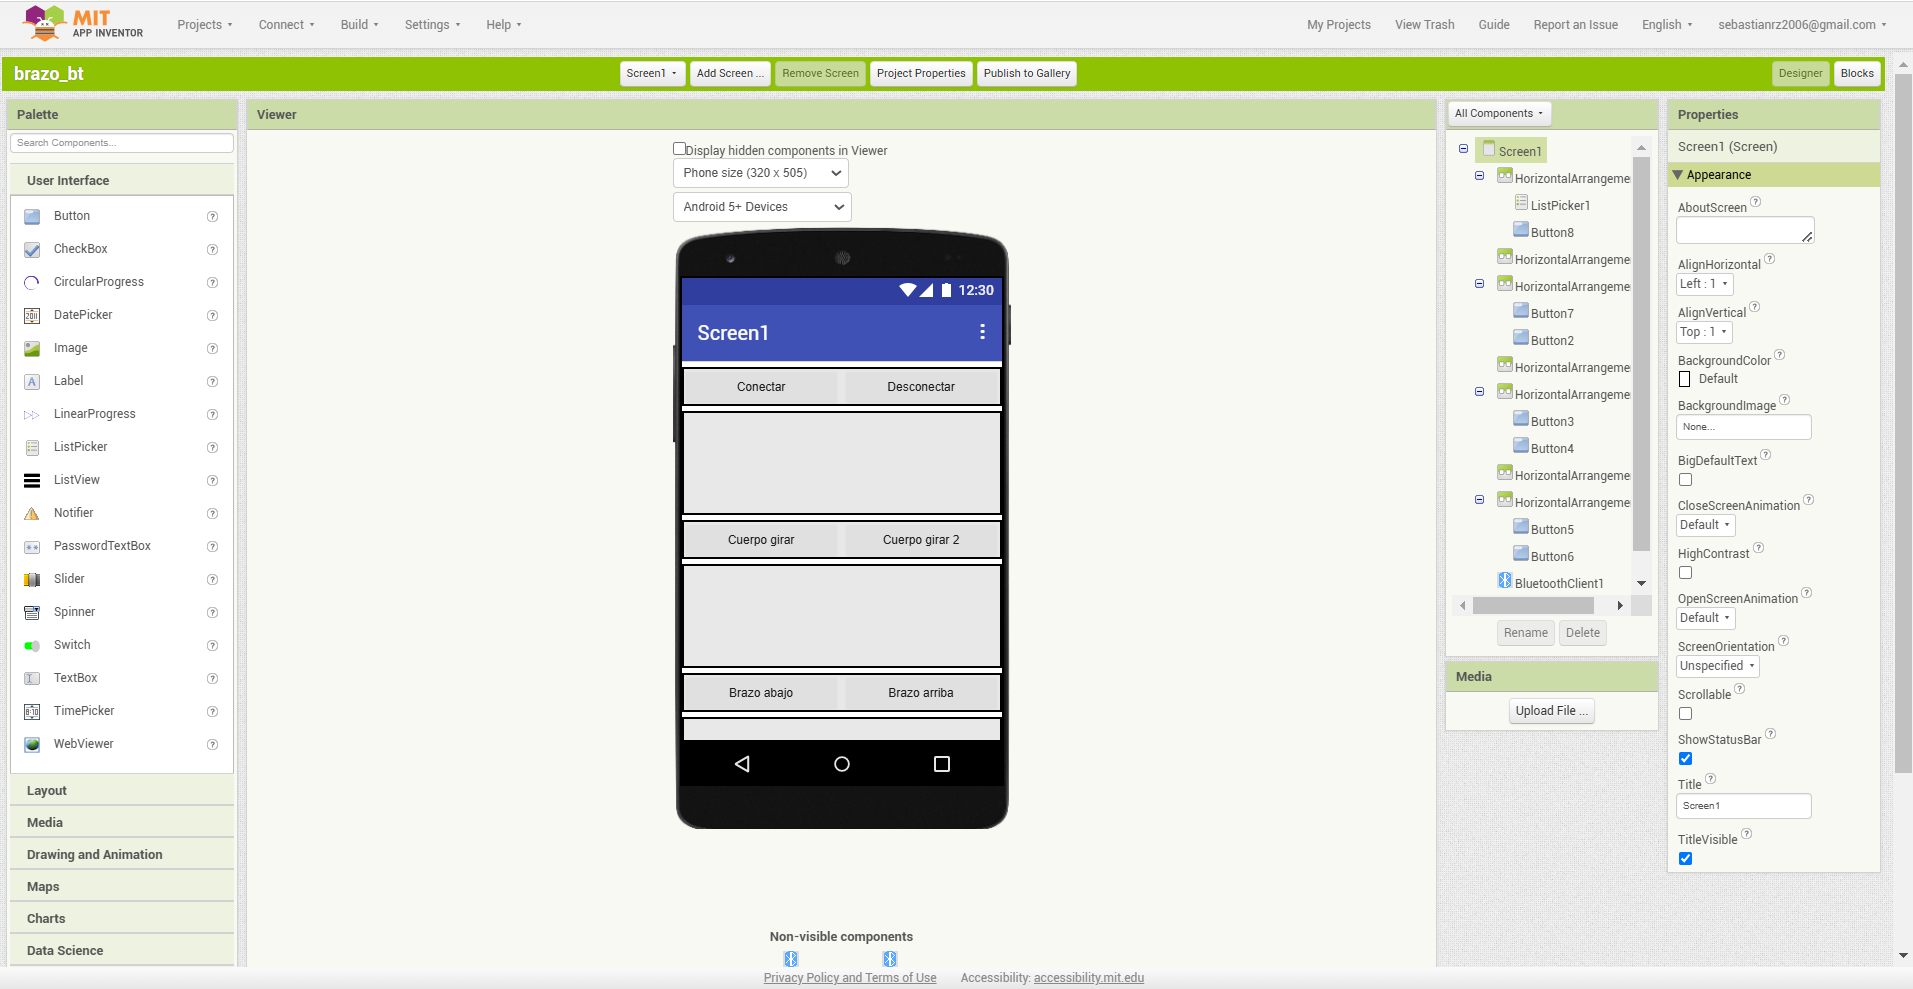 MIT
APP INVENTOR
Projects
Connect
Build
Settings
Help
My Projects
View Trash
Guide
Report an Issue
English
sebastianrz2006@gmail.com
brazo_bt
Screen1
Add Screen ...
Remove Screen
Project Properties
Publish to Gallery
Designer
Blocks
Palette
Search Components...
User Interface
Button
CheckBox
CircularProgress
DatePicker
Image
Label
LinearProgress
ListPicker
ListView
Notifier
PasswordTextBox
Slider
Spinner
Switch
TextBox
TimePicker
WebViewer
Layout
Media
Drawing and Animation
Maps
Charts
Data Science
Viewer
Display hidden components in Viewer
Phone size (320 x 505)
Android 5+ Devices
12:30
Screen1
Conectar
Desconectar
Cuerpo girar
Cuerpo girar 2
Brazo abajo
Brazo arriba
Non-visible components
All Components
Screen1
HorizontalArrangeme
ListPicker1
Button8
HorizontalArrangeme
HorizontalArrangeme
Button7
Button2
HorizontalArrangeme
HorizontalArrangeme
Button3
Button4
HorizontalArrangeme
HorizontalArrangeme
Button5
Button6
BluetoothClient1
Rename
Delete
Media
Upload File ...
Properties
Screen1 (Screen)
Appearance
AboutScreen
AlignHorizontal
Left : 1
AlignVertical
Top : 1
BackgroundColor
Default
BackgroundImage
None...
BigDefaultText
CloseScreenAnimation
Default
HighContrast
OpenScreenAnimation
Default
ScreenOrientation
Unspecified
Scrollable
ShowStatusBar
Title
Screen1
TitleVisible
Privacy Policy and Terms of Use
Accessibility: accessibility.mit.edu